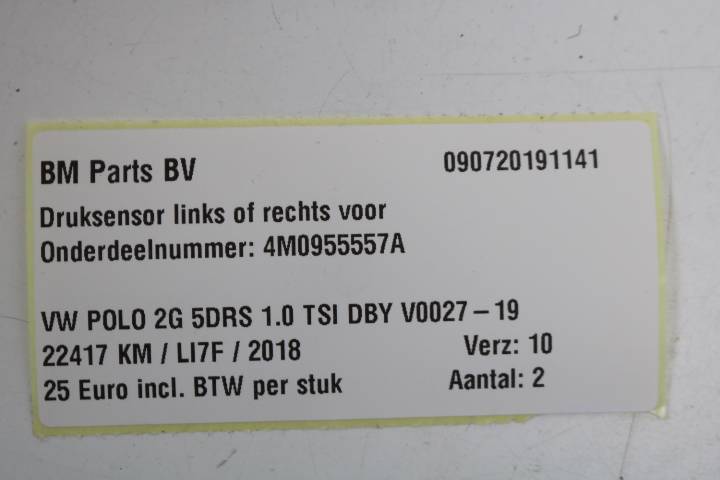 BM Parts BV 090720191141
Druksensor links of rechts voor
Onderdeelnummer: 4M0955557A
VW POLO 2G 5DRS 1.0 TSI DBY V0027-19
22417 KM / LI7F / 2018 Verz: 10
25 Euro incl. BTW per stuk Aantal: 2